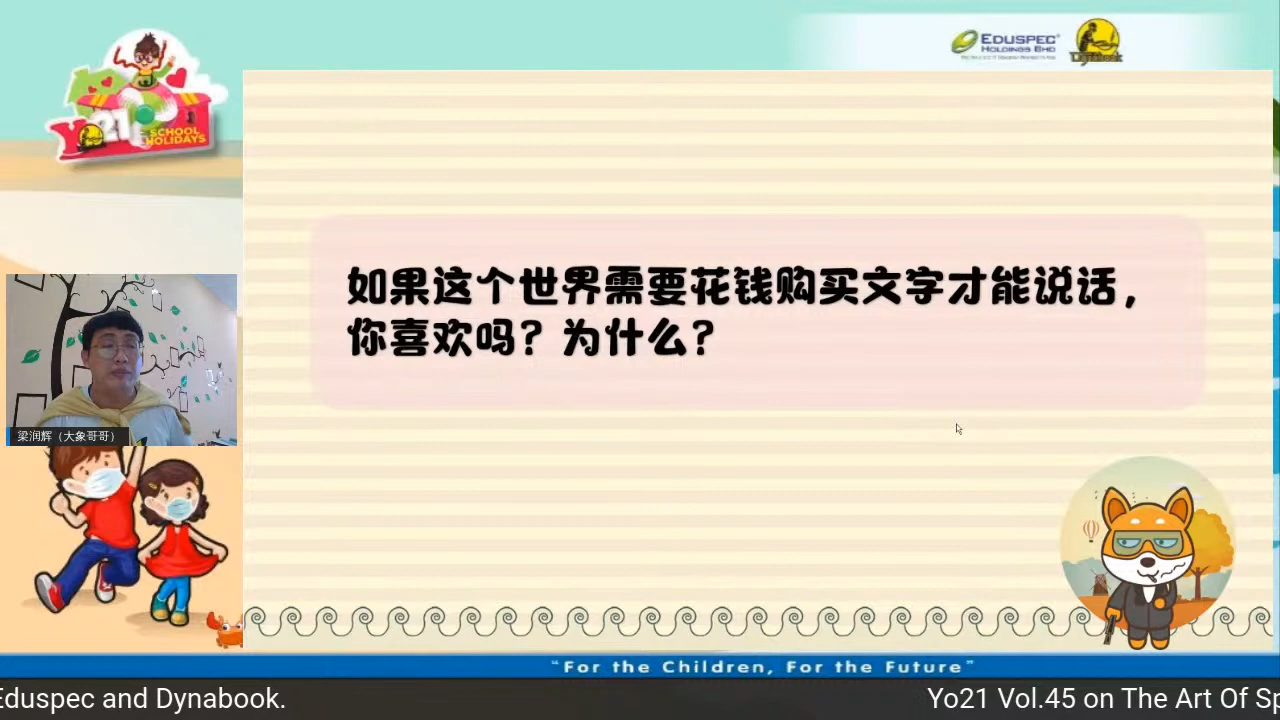 EDUSPEC
HOLDINGS BHD
Dynabook
Yo21
SCHOOL
HOLIDAYS
如果这个世界需要花钱购买文字才能说话，
你喜欢吗？为什么？
梁润辉（大象哥哥）
“For the Children, For the Future”
Eduspec and Dynabook.
Yo21 Vol.45 on The Art Of Sp